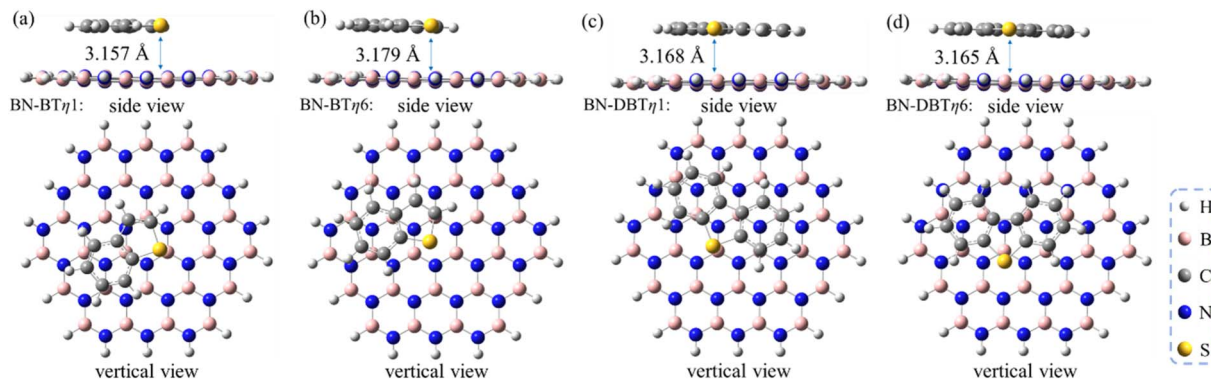 (a)
3.157 Å
BN-BTη1: side view
vertical view
(b)
3.179 Å
BN-BTη6: side view
vertical view
(c)
3.168 Å
BN-DBTη1: side view
vertical view
(d)
3.165 Å
BN-DBTη6: side view
vertical view
H
B
C
N
S